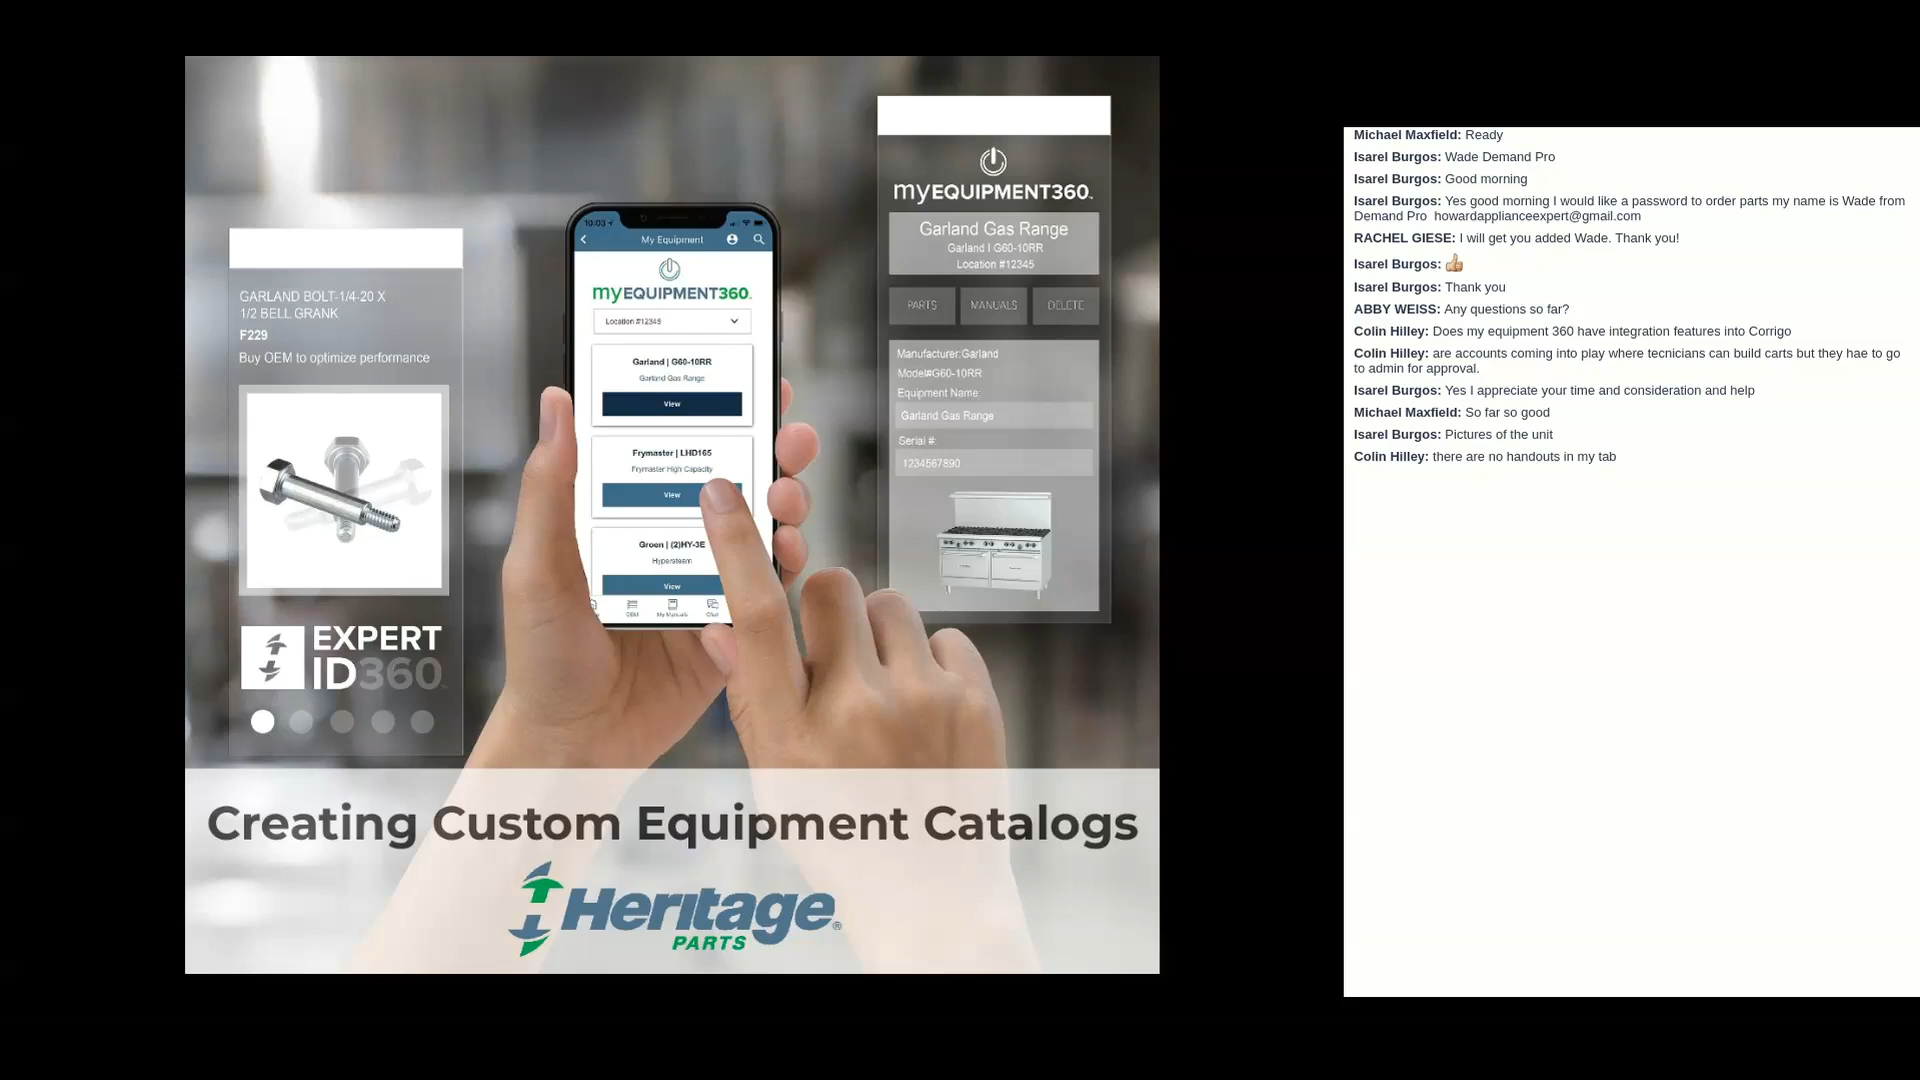 GARLAND BOLT-1/4-20 X
1/2 BELL GRANK
F229
Buy OEM to optimize performance
EXPERT
ID360
10:03
My Equipment
myEQUIPMENT360
Location #12345
Garland | G60-10RR
Garland Gas Range
View
Frymaster | LHD165
Frymaster High Capacity
View
Groen | (2)HY-3E
Hypersteam
View
OEM
My Manuals
Chat
myEQUIPMENT360
Garland Gas Range
Garland I G60-10RR
Location #12345
PARTS
MANUALS
DELETE
Manufacturer:Garland
Model#G60-10RR
Equipment Name:
Garland Gas Range
Serial #:
1234567890
Creating Custom Equipment Catalogs
Heritage®
PARTS
Michael Maxfield: Ready
Isarel Burgos: Wade Demand Pro
Isarel Burgos: Good morning
Isarel Burgos: Yes good morning I would like a password to order parts my name is Wade from
Demand Pro  howardapplianceexpert@gmail.com
RACHEL GIESE: I will get you added Wade. Thank you!
Isarel Burgos: 👍
Isarel Burgos: Thank you
ABBY WEISS: Any questions so far?
Colin Hilley: Does my equipment 360 have integration features into Corrigo
Colin Hilley: are accounts coming into play where tecnicians can build carts but they hae to go
to admin for approval.
Isarel Burgos: Yes I appreciate your time and consideration and help
Michael Maxfield: So far so good
Isarel Burgos: Pictures of the unit
Colin Hilley: there are no handouts in my tab